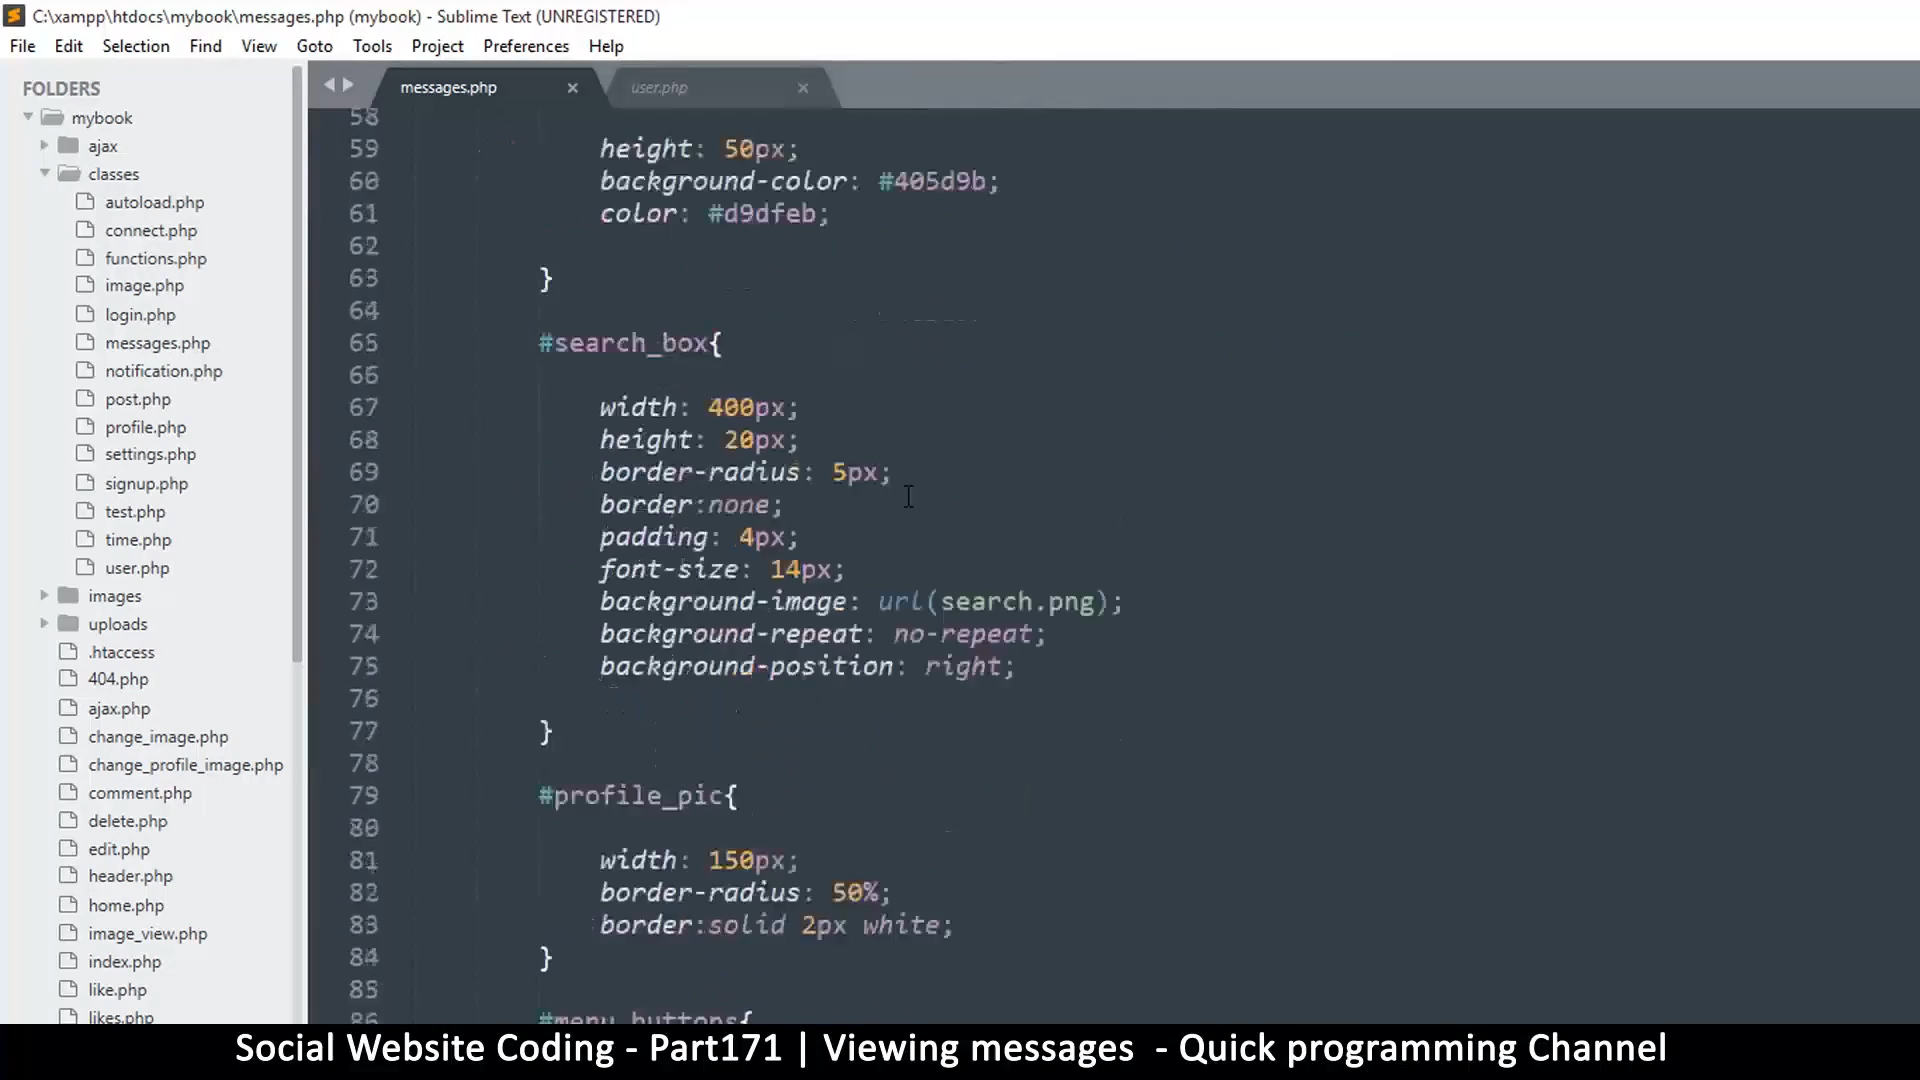 C:\xampp\htdocs\mybook\messages.php (mybook) - Sublime Text (UNREGISTERED)
File Edit Selection Find View Goto Tools Project Preferences Help
FOLDERS
mybook
ajax
classes
autoload.php
connect.php
functions.php
image.php
login.php
messages.php
notification.php
post.php
profile.php
settings.php
signup.php
test.php
time.php
user.php
images
uploads
.htaccess
404.php
ajax.php
change_image.php
change_profile_image.php
comment.php
delete.php
edit.php
header.php
home.php
image_view.php
index.php
like.php
likes.php
messages.php × user.php ×
58
59 height: 50px;
60 background-color: #405d9b;
61 color: #d9dfeb;
62
63 }
64
65 #search_box{
66
67 width: 400px;
68 height: 20px;
69 border-radius: 5px;
70 border:none;
71 padding: 4px;
72 font-size: 14px;
73 background-image: url(search.png);
74 background-repeat: no-repeat;
75 background-position: right;
76
77 }
78
79 #profile_pic{
80
81 width: 150px;
82 border-radius: 50%;
83 border:solid 2px white;
84 }
85
86 #menu_buttons{
Social Website Coding - Part171 | Viewing messages - Quick programming Channel